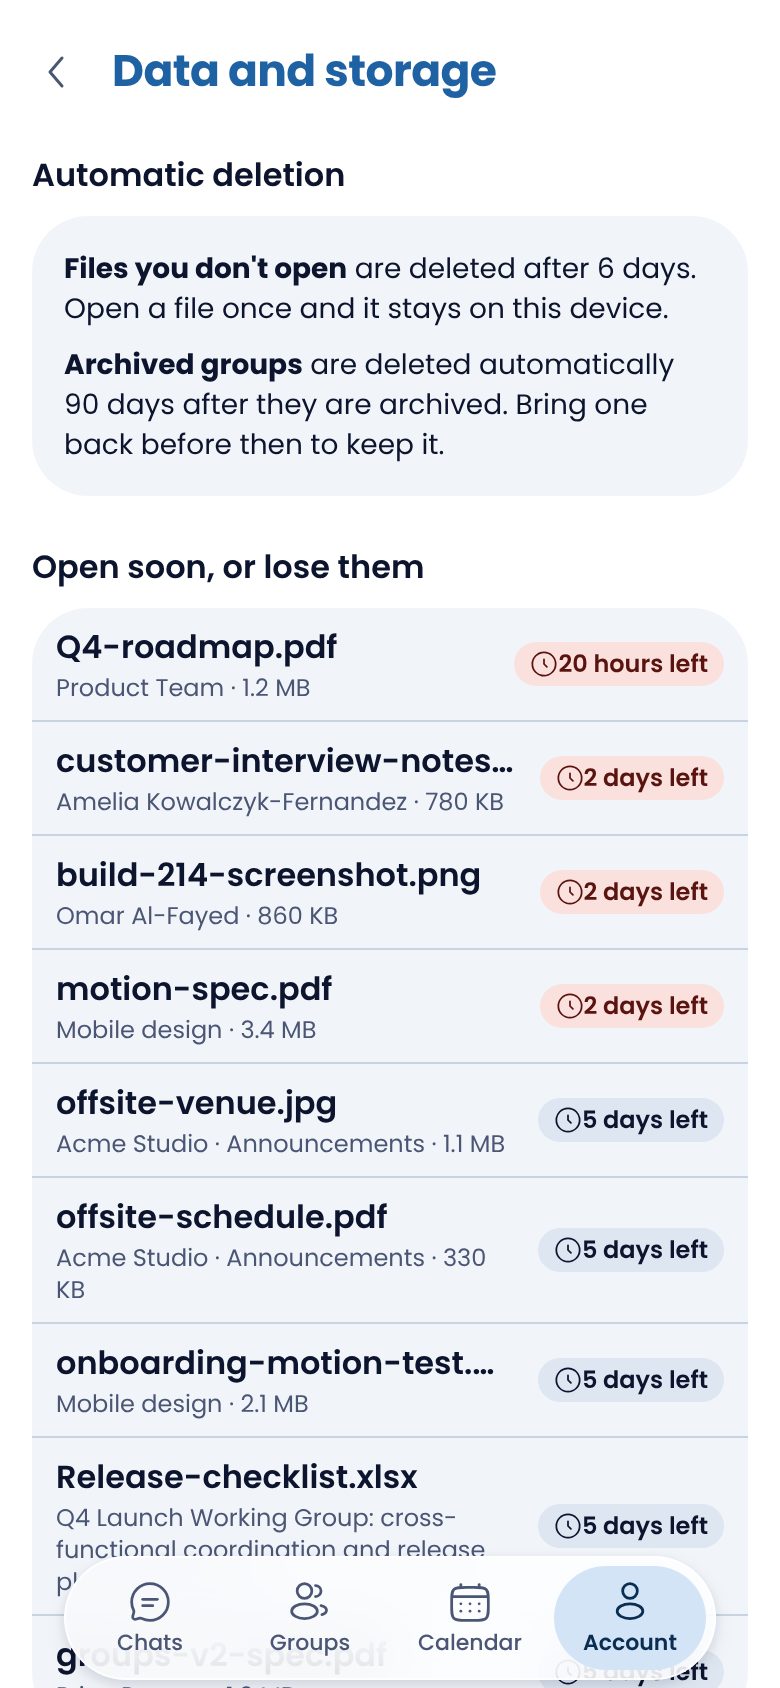 Data and storage
Automatic deletion
Files you don't open are deleted after 6 days.
Open a file once and it stays on this device.
Archived groups are deleted automatically
90 days after they are archived. Bring one
back before then to keep it.
Open soon, or lose them
Q4-roadmap.pdf
Product Team · 1.2 MB
20 hours left
customer-interview-notes…
Amelia Kowalczyk-Fernandez · 780 KB
2 days left
build-214-screenshot.png
Omar Al-Fayed · 860 KB
2 days left
motion-spec.pdf
Mobile design · 3.4 MB
2 days left
offsite-venue.jpg
Acme Studio · Announcements · 1.1 MB
5 days left
offsite-schedule.pdf
Acme Studio · Announcements · 330
KB
5 days left
onboarding-motion-test.…
Mobile design · 2.1 MB
5 days left
Release-checklist.xlsx
Q4 Launch Working Group: cross-
functional coordination and release
5 days left
groups-v2-spec.pdf
5 days left
Chats
Groups
Calendar
Account